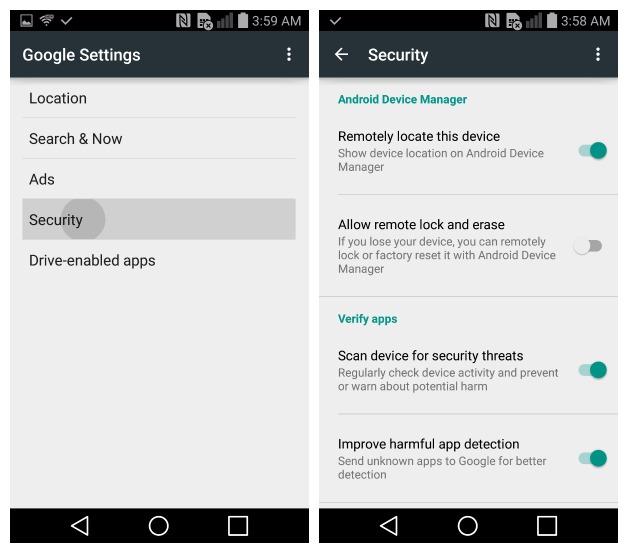 3:59 AM
Google Settings
Location
Search & Now
Ads
Security
Drive-enabled apps
3:58 AM
Security
Android Device Manager
Remotely locate this device
Show device location on Android Device
Manager
Allow remote lock and erase
If you lose your device, you can remotely
lock or factory reset it with Android Device
Manager
Verify apps
Scan device for security threats
Regularly check device activity and prevent
or warn about potential harm
Improve harmful app detection
Send unknown apps to Google for better
detection